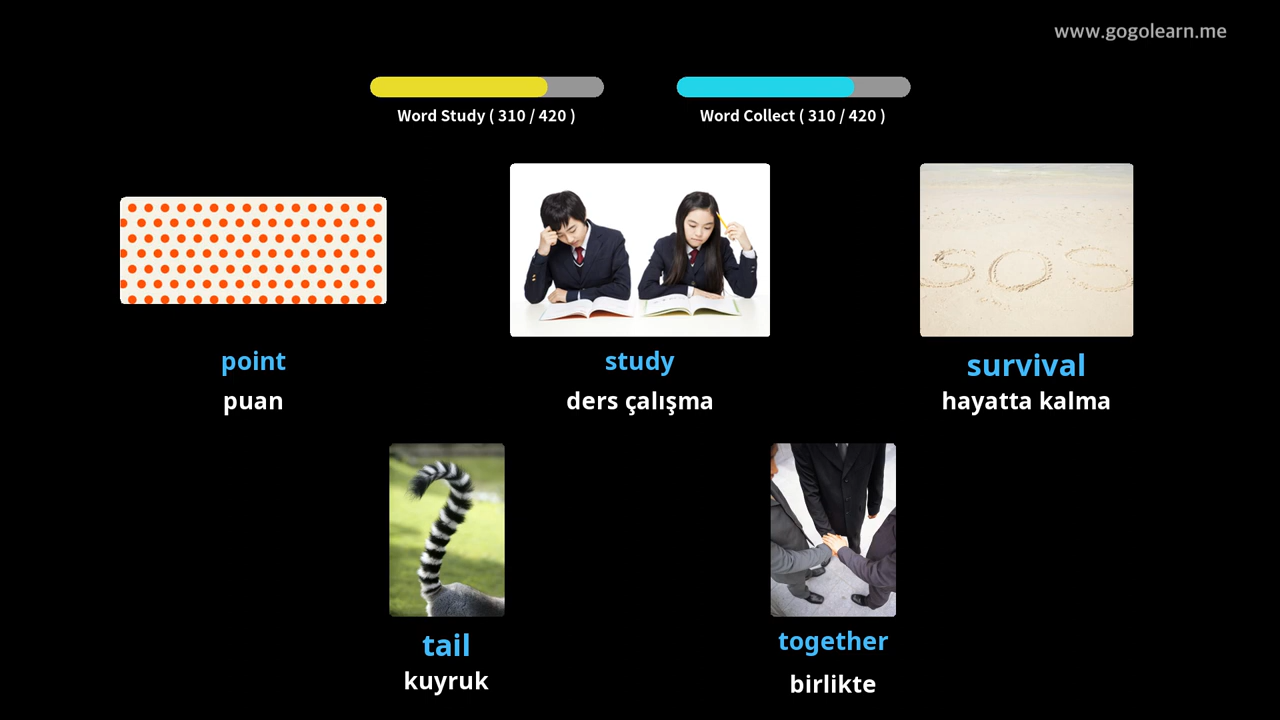 www.gogolearn.me
Word Study ( 310 / 420 )
Word Collect ( 310 / 420 )
SOS
point
puan
study
ders çalışma
survival
hayatta kalma
tail
kuyruk
together
birlikte